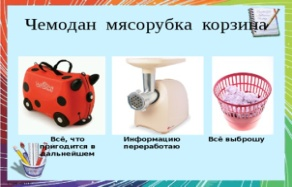 Чемодан мясорубка корзина
Всё, что
пригодится в
дальнейшем
Информацию
переработаю
Всё выброшу